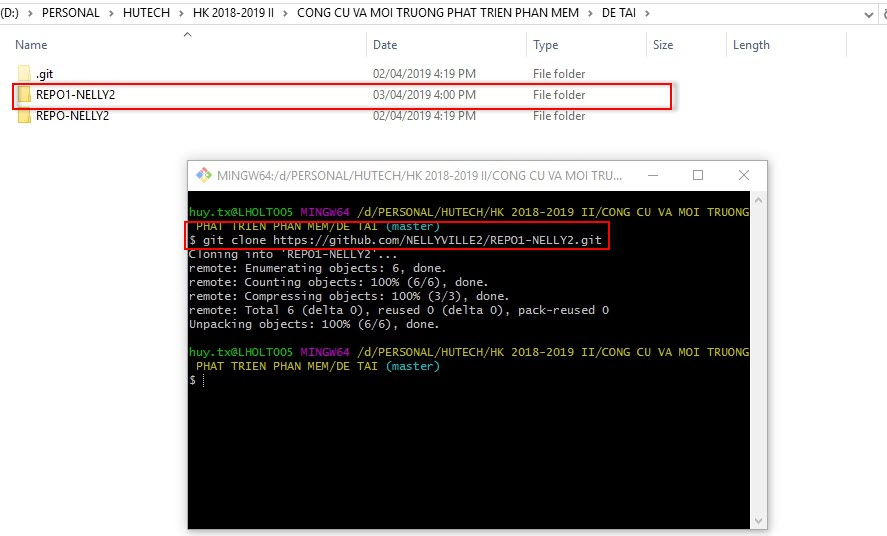 (D:) > PERSONAL > HUTECH > HK 2018-2019 II > CONG CU VA MOI TRUONG PHAT TRIEN PHAN MEM > DE TAI >
Name Date Type Size Length
.git 02/04/2019 4:19 PM File folder
REPO1-NELLY2 03/04/2019 4:00 PM File folder
REPO-NELLY2 02/04/2019 4:19 PM File folder
MINGW64:/d/PERSONAL/HUTECH/HK 2018-2019 II/CONG CU VA MOI TRU...
huy.tx@LHOLT005 MINGW64 /d/PERSONAL/HUTECH/HK 2018-2019 II/CONG CU VA MOI TRUONG
PHAT TRIEN PHAN MEM/DE TAI (master)
$ git clone https://github.com/NELLYVILLE2/REPO1-NELLY2.git
Cloning into 'REPO1-NELLY2'...
remote: Enumerating objects: 6, done.
remote: Counting objects: 100% (6/6), done.
remote: Compressing objects: 100% (3/3), done.
remote: Total 6 (delta 0), reused 0 (delta 0), pack-reused 0
Unpacking objects: 100% (6/6), done.
huy.tx@LHOLT005 MINGW64 /d/PERSONAL/HUTECH/HK 2018-2019 II/CONG CU VA MOI TRUONG
PHAT TRIEN PHAN MEM/DE TAI (master)
$